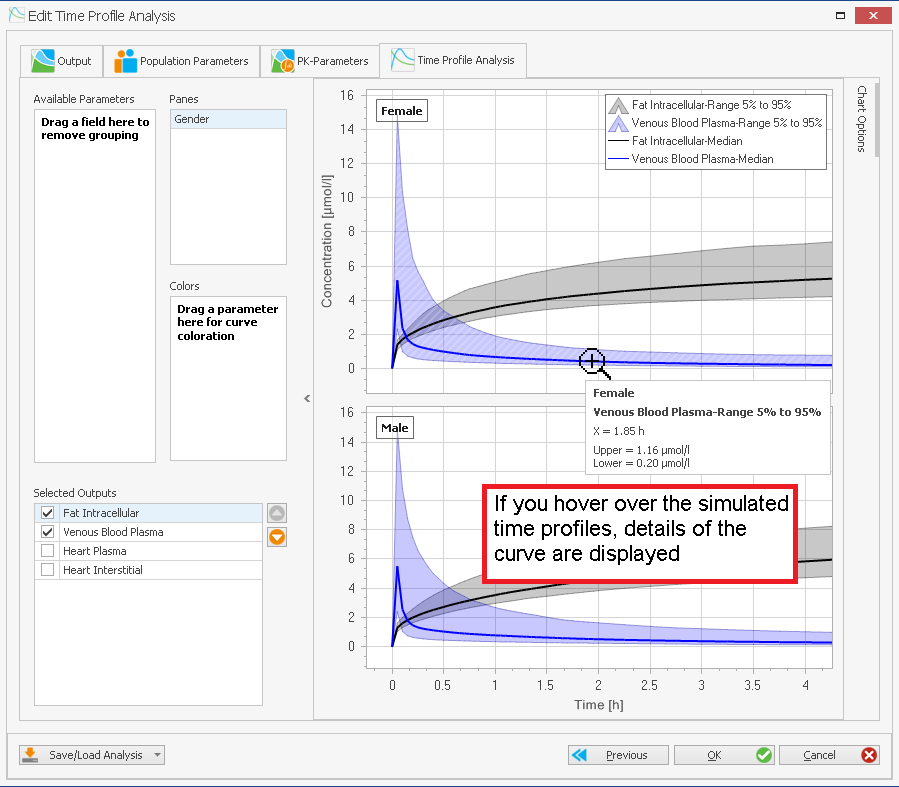 Edit Time Profile Analysis
Output
Population Parameters
PK-Parameters
Time Profile Analysis
Available Parameters
Drag a field here to
remove grouping
Panes
Gender
Colors
Drag a parameter
here for curve
coloration
Selected Outputs
Fat Intracellular
Venous Blood Plasma
Heart Plasma
Heart Interstitial
<
Concentration [µmol/l]
16
14
12
10
8
6
4
2
0
Female
Fat Intracellular-Range 5% to 95%
Venous Blood Plasma-Range 5% to 95%
Fat Intracellular-Median
Venous Blood Plasma-Median
Chart Options
Female
Venous Blood Plasma-Range 5% to 95%
X = 1.85 h
Upper = 1.16 µmol/l
Lower = 0.20 µmol/l
16
14
12
10
8
6
4
2
0
Male
If you hover over the simulated
time profiles, details of the
curve are displayed
0 0.5 1 1.5 2 2.5 3 3.5 4
Time [h]
Save/Load Analysis
Previous
OK
Cancel